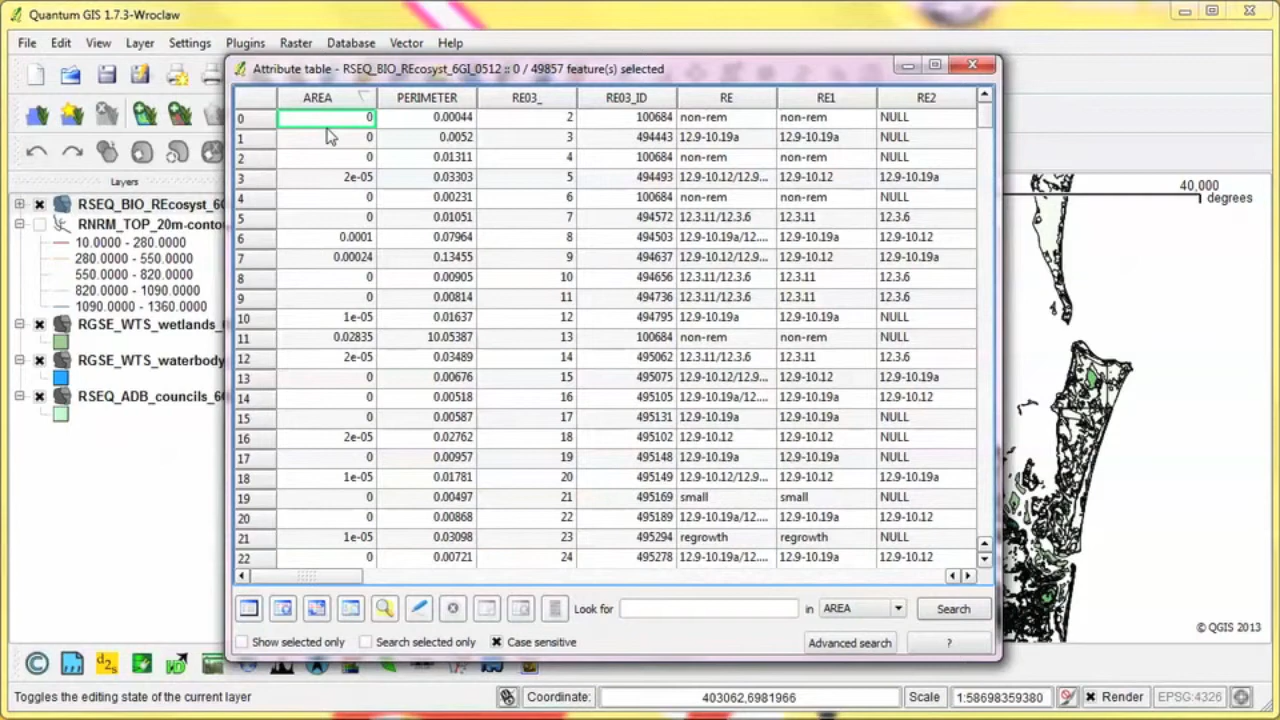 Quantum GIS 1.7.3-Wroclaw
File Edit View Layer Settings Plugins Raster Database Vector Help
Attribute table - RSEQ_BIO_REcosyst_6GI_0512 :: 0 / 49857 feature(s) selected
AREA PERIMETER RE03_ RE03_ID RE RE1 RE2
0 0 0.00044 2 100684 non-rem non-rem NULL
1 0 0.0052 3 494443 12.9-10.19a 12.9-10.19a NULL
2 0 0.01311 4 100684 non-rem non-rem NULL
3 2e-05 0.03303 5 494493 12.9-10.12/12.9... 12.9-10.12 12.9-10.19a
4 0 0.00231 6 100684 non-rem non-rem NULL
5 0 0.01051 7 494572 12.3.11/12.3.6 12.3.11 12.3.6
6 0.0001 0.07964 8 494503 12.9-10.19a/12.... 12.9-10.19a 12.9-10.12
7 0.00024 0.13455 9 494637 12.9-10.12/12.9... 12.9-10.12 12.9-10.19a
8 0 0.00905 10 494656 12.3.11/12.3.6 12.3.11 12.3.6
9 0 0.00814 11 494736 12.3.11/12.3.6 12.3.11 12.3.6
10 1e-05 0.01637 12 494795 12.9-10.19a 12.9-10.19a NULL
11 0.02835 10.05387 13 100684 non-rem non-rem NULL
12 2e-05 0.03489 14 495062 12.3.11/12.3.6 12.3.11 12.3.6
13 0 0.00676 15 495075 12.9-10.12/12.9... 12.9-10.12 12.9-10.19a
14 0 0.00518 16 495105 12.9-10.19a/12.... 12.9-10.19a 12.9-10.12
15 0 0.00587 17 495131 12.9-10.19a 12.9-10.19a NULL
16 2e-05 0.02762 18 495102 12.9-10.12 12.9-10.12 NULL
17 0 0.00957 19 495148 12.9-10.19a 12.9-10.19a NULL
18 1e-05 0.01781 20 495149 12.9-10.12/12.9... 12.9-10.12 12.9-10.19a
19 0 0.00497 21 495169 small small NULL
20 0 0.00868 22 495189 12.9-10.19a/12.... 12.9-10.19a 12.9-10.12
21 1e-05 0.03098 23 495294 regrowth regrowth NULL
22 0 0.00721 24 495278 12.9-10.19a/12.... 12.9-10.19a 12.9-10.12
Look for in AREA Search
Show selected only Search selected only Case sensitive Advanced search ?
Layers
RSEQ_BIO_REcosyst_6
RNRM_TOP_20m-conto
10.0000 - 280.0000
280.0000 - 550.0000
550.0000 - 820.0000
820.0000 - 1090.0000
1090.0000 - 1360.0000
RGSE_WTS_wetlands_
RGSE_WTS_waterbody
RSEQ_ADB_councils_6
40,000
degrees
© QGIS 2013
Toggles the editing state of the current layer Coordinate: 403062,6981966 Scale 1:58698359380 Render EPSG:4326